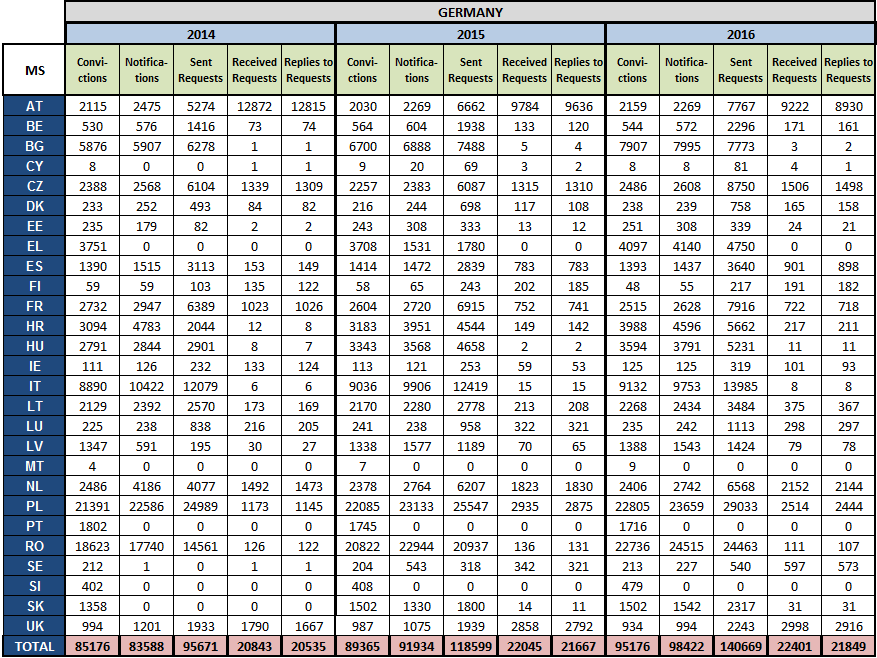 GERMANY
2014 2015 2016
MS Convi-ctions Notifica-tions Sent Requests Received Requests Replies to Requests Convi-ctions Notifica-tions Sent Requests Received Requests Replies to Requests Convi-ctions Notifica-tions Sent Requests Received Requests Replies to Requests
AT 2115 2475 5274 12872 12815 2030 2269 6662 9784 9636 2159 2269 7767 9222 8930
BE 530 576 1416 73 74 564 604 1938 133 120 544 572 2296 171 161
BG 5876 5907 6278 1 1 6700 6888 7488 5 4 7907 7995 7773 3 2
CY 8 0 0 1 1 9 20 69 3 2 8 8 81 4 1
CZ 2388 2568 6104 1339 1309 2257 2383 6087 1315 1310 2486 2608 8750 1506 1498
DK 233 252 493 84 82 216 244 698 117 108 238 239 758 165 158
EE 235 179 82 2 2 243 308 333 13 12 251 308 339 24 21
EL 3751 0 0 0 0 3708 1531 1780 0 0 4097 4140 4750 0 0
ES 1390 1515 3113 153 149 1414 1472 2839 783 783 1393 1437 3640 901 898
FI 59 59 103 135 122 58 65 243 202 185 48 55 217 191 182
FR 2732 2947 6389 1023 1026 2604 2720 6915 752 741 2515 2628 7916 722 718
HR 3094 4783 2044 12 8 3183 3951 4544 149 142 3988 4596 5662 217 211
HU 2791 2844 2901 8 7 3343 3568 4658 2 2 3594 3791 5231 11 11
IE 111 126 232 133 124 113 121 253 59 53 125 125 319 101 93
IT 8890 10422 12079 6 6 9036 9906 12419 15 15 9132 9753 13985 8 8
LT 2129 2392 2570 173 169 2170 2280 2778 213 208 2268 2434 3484 375 367
LU 225 238 838 216 205 241 238 958 322 321 235 242 1113 298 297
LV 1347 591 195 30 27 1338 1577 1189 70 65 1388 1543 1424 79 78
MT 4 0 0 0 0 7 0 0 0 0 9 0 0 0 0
NL 2486 4186 4077 1492 1473 2378 2764 6207 1823 1830 2406 2742 6568 2152 2144
PL 21391 22586 24989 1173 1145 22085 23133 25547 2935 2875 22805 23659 29033 2514 2444
PT 1802 0 0 0 0 1745 0 0 0 0 1716 0 0 0 0
RO 18623 17740 14561 126 122 20822 22944 20937 136 131 22736 24515 24463 111 107
SE 212 1 0 1 1 204 543 318 342 321 213 227 540 597 573
SI 402 0 0 0 0 408 0 0 0 0 479 0 0 0 0
SK 1358 0 0 0 0 1502 1330 1800 14 11 1502 1542 2317 31 31
UK 994 1201 1933 1790 1667 987 1075 1939 2858 2792 934 994 2243 2998 2916
TOTAL 85176 83588 95671 20843 20535 89365 91934 118599 22045 21667 95176 98422 140669 22401 21849